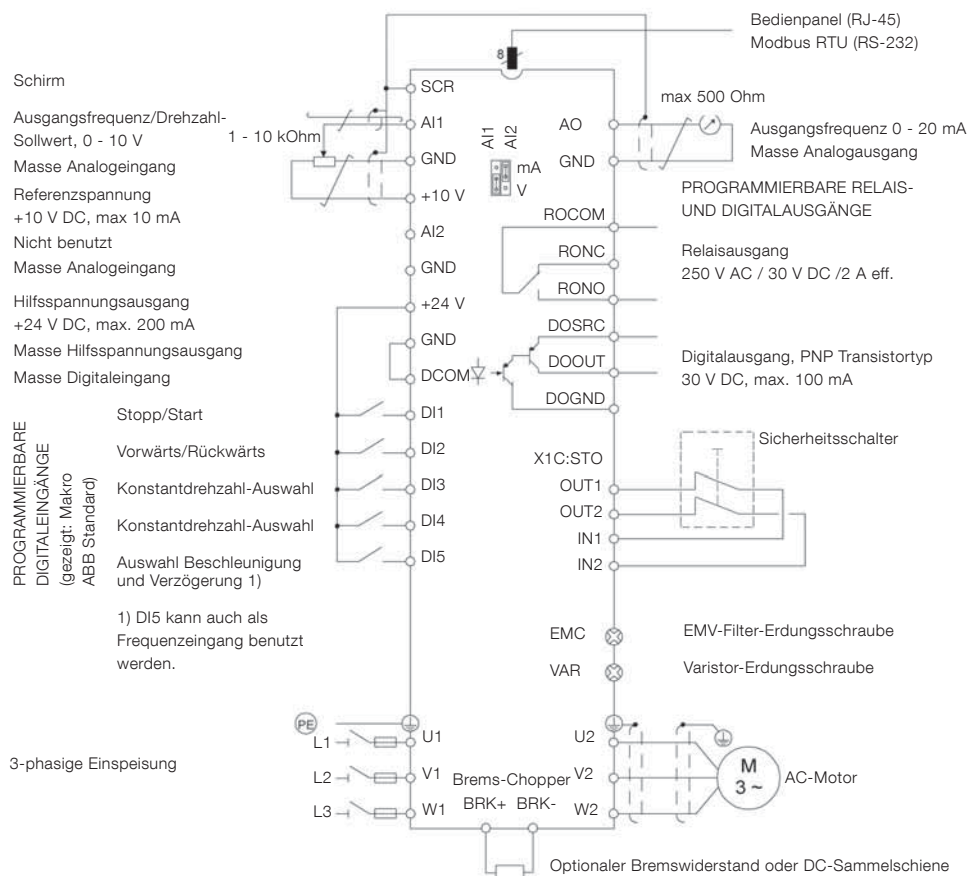 Bedienpanel (RJ-45)
Modbus RTU (RS-232)
8
Schirm
SCR
max 500 Ohm
Ausgangsfrequenz/Drehzahl-
Sollwert, 0 - 10 V
1 - 10 kOhm
AI1
AI1
AI2
mA
V
AO
Ausgangsfrequenz 0 - 20 mA
Masse Analogausgang
Masse Analogeingang
GND
GND
Referenzspannung
+10 V DC, max 10 mA
+10 V
PROGRAMMIERBARE RELAIS-
UND DIGITALAUSGÄNGE
Nicht benutzt
AI2
ROCOM
Masse Analogeingang
GND
RONC
RONO
Relaisausgang
250 V AC / 30 V DC /2 A eff.
Hilfsspannungsausgang
+24 V DC, max. 200 mA
+24 V
Masse Hilfsspannungsausgang
GND
DOSRC
Masse Digitaleingang
DCOM
DOOUT
DOGND
Digitalausgang, PNP Transistortyp
30 V DC, max. 100 mA
PROGRAMMIERBARE
DIGITALEINGÄNGE
(gezeigt: Makro
ABB Standard)
Stopp/Start
DI1
Vorwärts/Rückwärts
DI2
Konstantdrehzahl-Auswahl
DI3
Konstantdrehzahl-Auswahl
DI4
Auswahl Beschleunigung
und Verzögerung 1)
DI5
1) DI5 kann auch als
Frequenzeingang benutzt
werden.
Sicherheitsschalter
X1C:STO
OUT1
OUT2
IN1
IN2
EMC
EMV-Filter-Erdungsschraube
VAR
Varistor-Erdungsschraube
PE
3-phasige Einspeisung
L1
U1
L2
V1
L3
W1
Brems-Chopper
BRK+ BRK-
U2
V2
W2
M
3 ~
AC-Motor
Optionaler Bremswiderstand oder DC-Sammelschiene